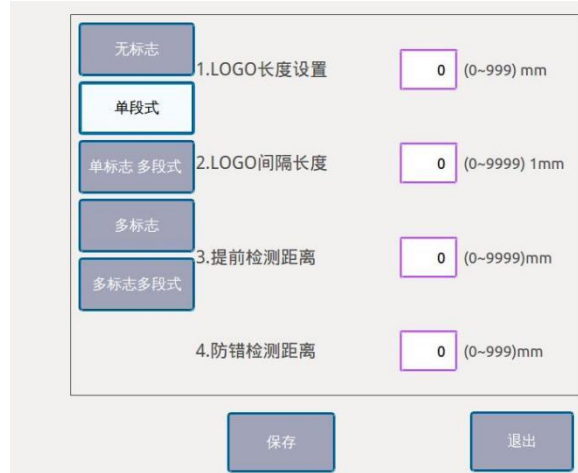 无标志
1.LOGO长度设置 0 (0~999) mm
单段式
单标志 多段式
2.LOGO间隔长度 0 (0~9999) 1mm
多标志
3.提前检测距离 0 (0~9999)mm
多标志多段式
4.防错检测距离 0 (0~999)mm
保存 退出